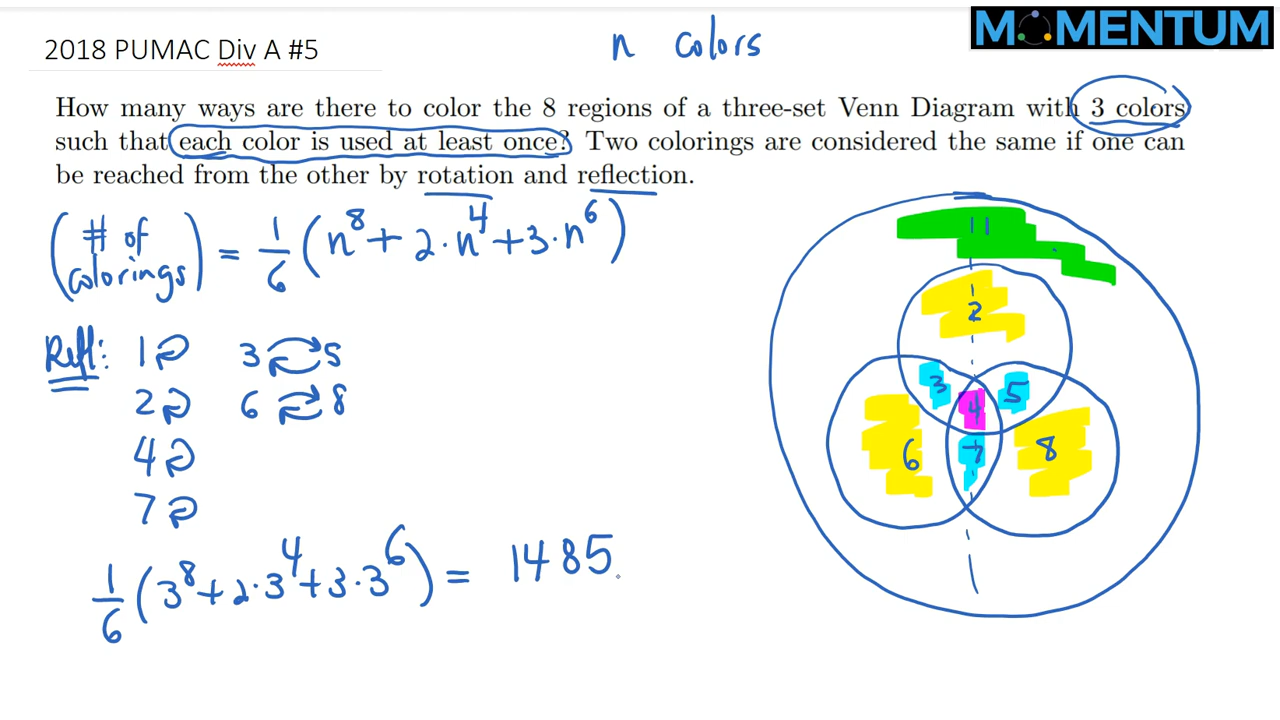 MOMENTUM
2018 PUMAC Div A #5
n colors
How many ways are there to color the 8 regions of a three-set Venn Diagram with 3 colors
such that each color is used at least once? Two colorings are considered the same if one can
be reached from the other by rotation and reflection.
(# of colorings) = 1/6 (n^8 + 2·n^4 + 3·n^6)
Refl: 1 3 5
2 6 8
4
7
1/6 (3^8 + 2·3^4 + 3·3^6) = 1485
11
2
3 4 5
6 7 8